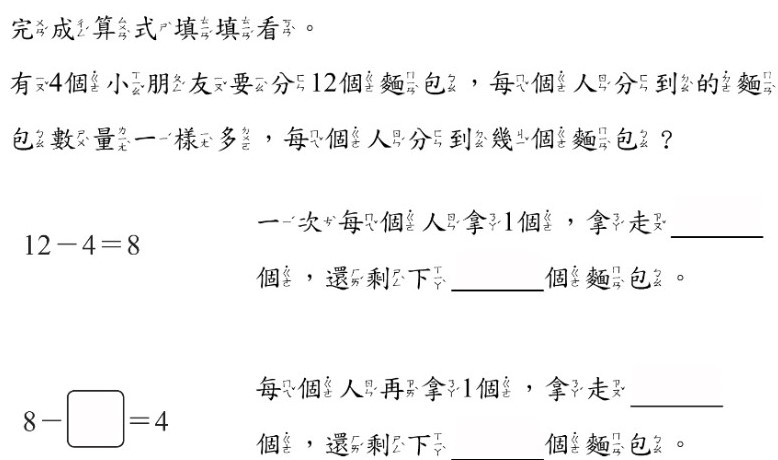 完成算式，填填看。
有4個小朋友要分12個麵包，每個人分到的麵
包數量一樣多，每個人分到幾個麵包？
12－4＝8
一次每個人拿1個，拿走______
個，還剩下______個麵包。
8－□＝4
每個人再拿1個，拿走______
個，還剩下______個麵包。